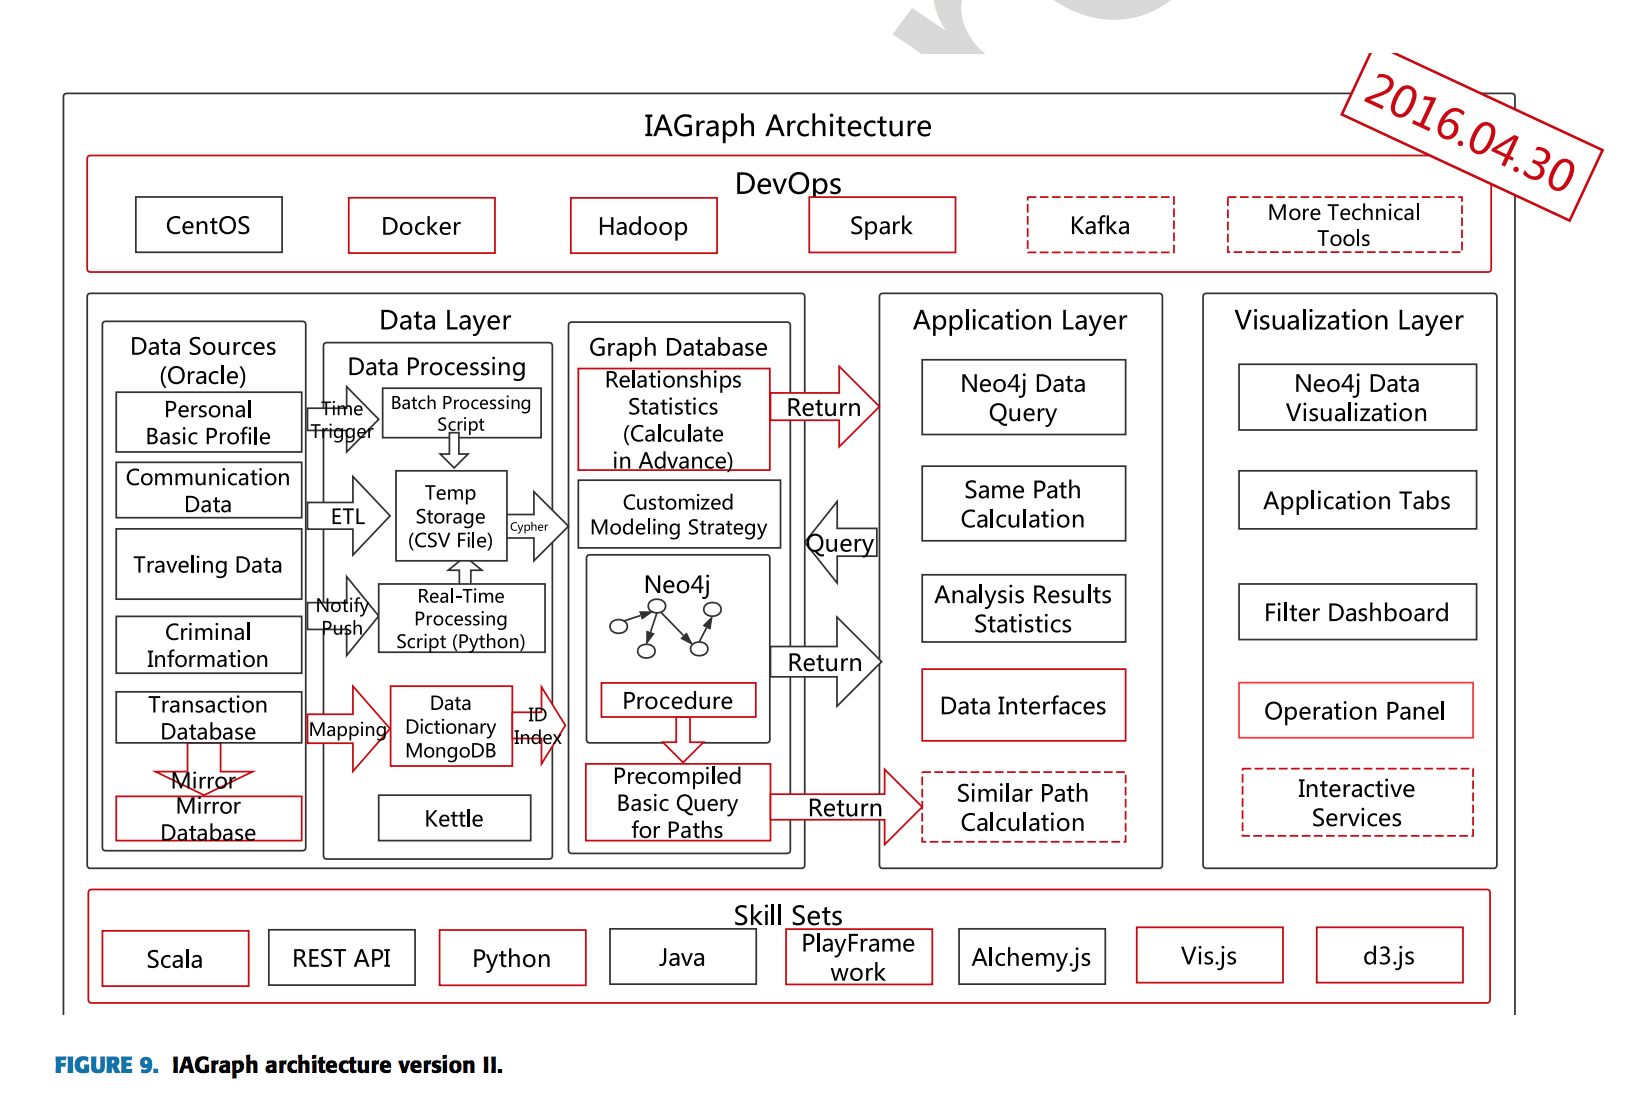 2016.04.30
IAGraph Architecture
DevOps
CentOS
Docker
Hadoop
Spark
Kafka
More Technical
Tools
Data Layer
Data Sources
(Oracle)
Personal
Basic Profile
Communication
Data
Traveling Data
Criminal
Information
Transaction
Database
Mirror
Mirror
Database
Time
Trigger
ETL
Notify
Push
Mapping
Data Processing
Batch Processing
Script
Temp
Storage
(CSV File)
Real-Time
Processing
Script (Python)
Data
Dictionary
MongoDB
Kettle
Cypher
ID
Index
Graph Database
Relationships
Statistics
(Calculate
in Advance)
Customized
Modeling Strategy
Neo4j
Procedure
Precompiled
Basic Query
for Paths
Return
Query
Return
Return
Application Layer
Neo4j Data
Query
Same Path
Calculation
Analysis Results
Statistics
Data Interfaces
Similar Path
Calculation
Visualization Layer
Neo4j Data
Visualization
Application Tabs
Filter Dashboard
Operation Panel
Interactive
Services
Skill Sets
Scala
REST API
Python
Java
PlayFrame
work
Alchemy.js
Vis.js
d3.js
FIGURE 9. IAGraph architecture version II.